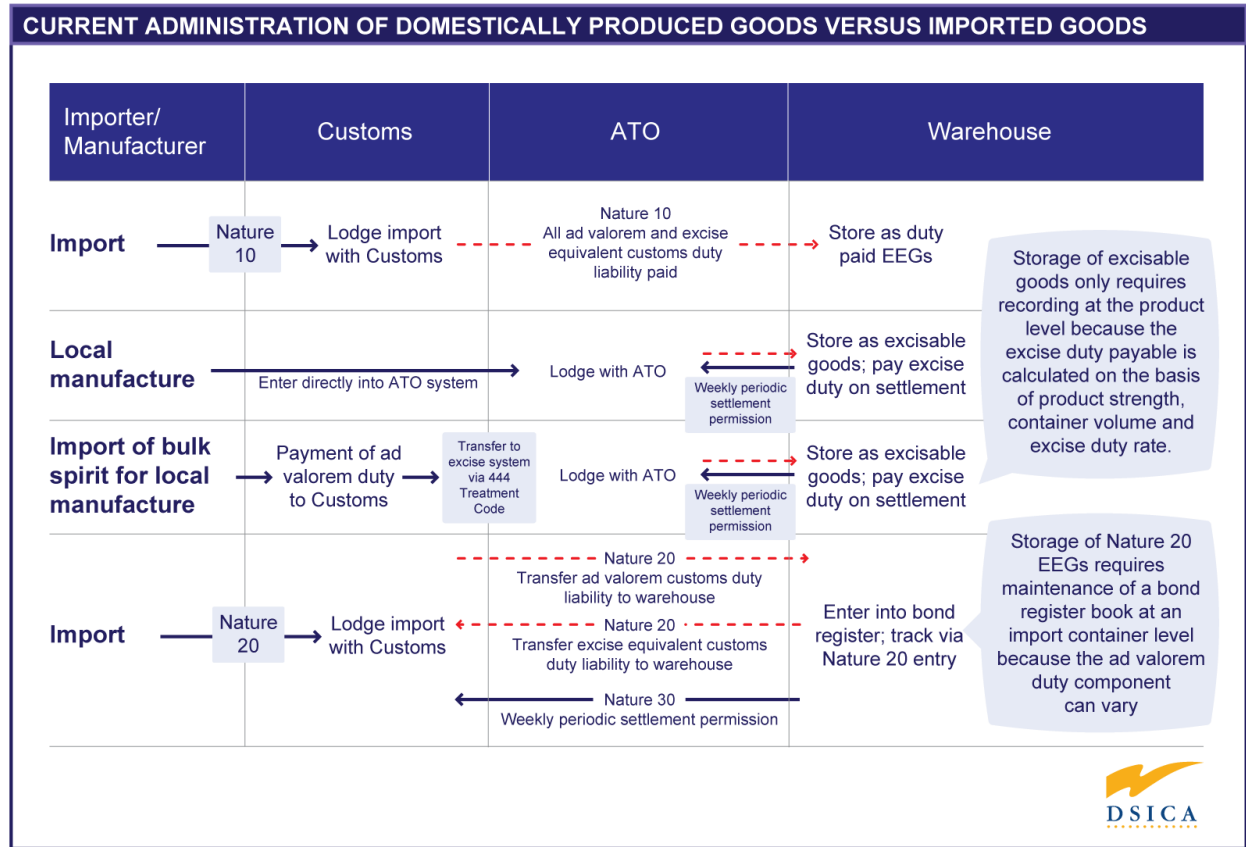 CURRENT ADMINISTRATION OF DOMESTICALLY PRODUCED GOODS VERSUS IMPORTED GOODS
Importer/
Manufacturer
Customs
ATO
Warehouse
Import
Nature
10
Lodge import
with Customs
Nature 10
All ad valorem and excise
equivalent customs duty
liability paid
Store as duty
paid EEGs
Local
manufacture
Enter directly into ATO system
Lodge with ATO
Weekly periodic
settlement
permission
Store as excisable
goods; pay excise
duty on settlement
Storage of excisable
goods only requires
recording at the product
level because the
excise duty payable is
calculated on the basis
of product strength,
container volume and
excise duty rate.
Import of bulk
spirit for local
manufacture
Payment of ad
valorem duty
to Customs
Transfer to
excise system
via 444
Treatment
Code
Lodge with ATO
Weekly periodic
settlement
permission
Store as excisable
goods; pay excise
duty on settlement
Import
Nature
20
Lodge import
with Customs
Nature 20
Transfer ad valorem customs duty
liability to warehouse
Nature 20
Transfer excise equivalent customs
duty liability to warehouse
Nature 30
Weekly periodic settlement permission
Enter into bond
register; track via
Nature 20 entry
Storage of Nature 20
EEGs requires
maintenance of a bond
register book at an
import container level
because the ad valorem
duty component
can vary
DSICA